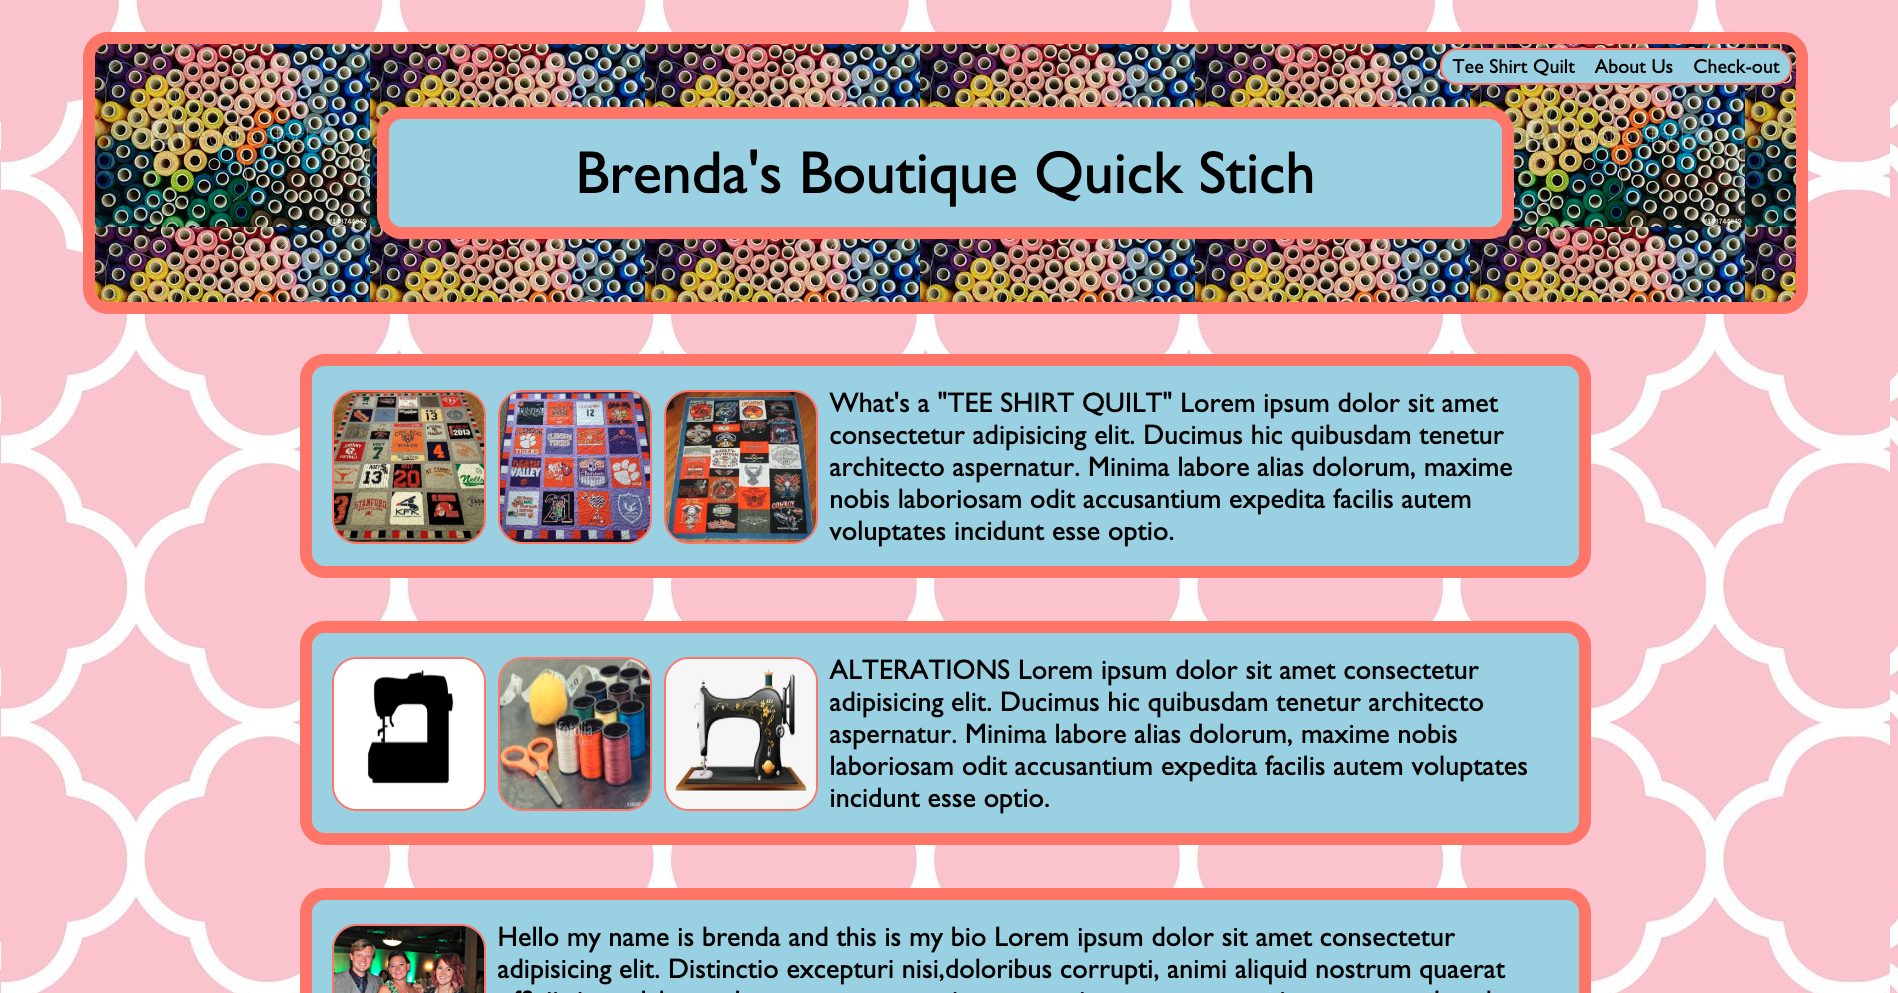 Tee Shirt Quilt About Us Check-out
Brenda's Boutique Quick Stich
What's a "TEE SHIRT QUILT" Lorem ipsum dolor sit amet
consectetur adipisicing elit. Ducimus hic quibusdam tenetur
architecto aspernatur. Minima labore alias dolorum, maxime
nobis laboriosam odit accusantium expedita facilis autem
voluptates incidunt esse optio.
ALTERATIONS Lorem ipsum dolor sit amet consectetur
adipisicing elit. Ducimus hic quibusdam tenetur architecto
aspernatur. Minima labore alias dolorum, maxime nobis
laboriosam odit accusantium expedita facilis autem voluptates
incidunt esse optio.
fotolia
Hello my name is brenda and this is my bio Lorem ipsum dolor sit amet consectetur
adipisicing elit. Distinctio excepturi nisi,doloribus corrupti, animi aliquid nostrum quaerat